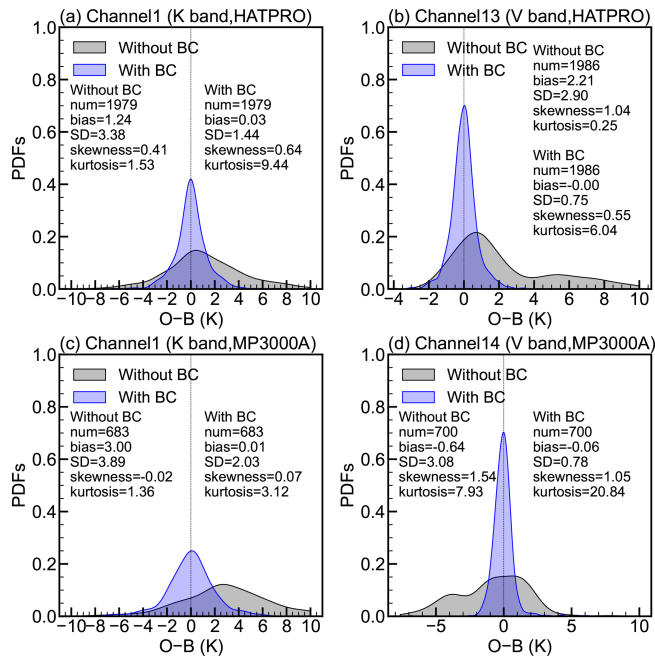 (a) Channel1 (K band,HATPRO)
Without BC
With BC
Without BC
num=1979
bias=1.24
SD=3.38
skewness=0.41
kurtosis=1.53
With BC
num=1979
bias=0.03
SD=1.44
skewness=0.64
kurtosis=9.44
PDFs
1.0
0.8
0.6
0.4
0.2
0.0
−10 −8 −6 −4 −2 0 2 4 6 8 10
O−B (K)
(b) Channel13 (V band,HATPRO)
Without BC
With BC
Without BC
num=1986
bias=2.21
SD=2.90
skewness=1.04
kurtosis=0.25
With BC
num=1986
bias=-0.00
SD=0.75
skewness=0.55
kurtosis=6.04
PDFs
1.0
0.8
0.6
0.4
0.2
0.0
−4 −2 0 2 4 6 8 10
O−B (K)
(c) Channel1 (K band,MP3000A)
Without BC
With BC
Without BC
num=683
bias=3.00
SD=3.89
skewness=-0.02
kurtosis=1.36
With BC
num=683
bias=0.01
SD=2.03
skewness=0.07
kurtosis=3.12
PDFs
1.0
0.8
0.6
0.4
0.2
0.0
−10 −8 −6 −4 −2 0 2 4 6 8 10
O−B (K)
(d) Channel14 (V band,MP3000A)
Without BC
With BC
Without BC
num=700
bias=-0.64
SD=3.08
skewness=1.54
kurtosis=7.93
With BC
num=700
bias=-0.06
SD=0.78
skewness=1.05
kurtosis=20.84
PDFs
1.0
0.8
0.6
0.4
0.2
0.0
−5 0 5 10
O−B (K)